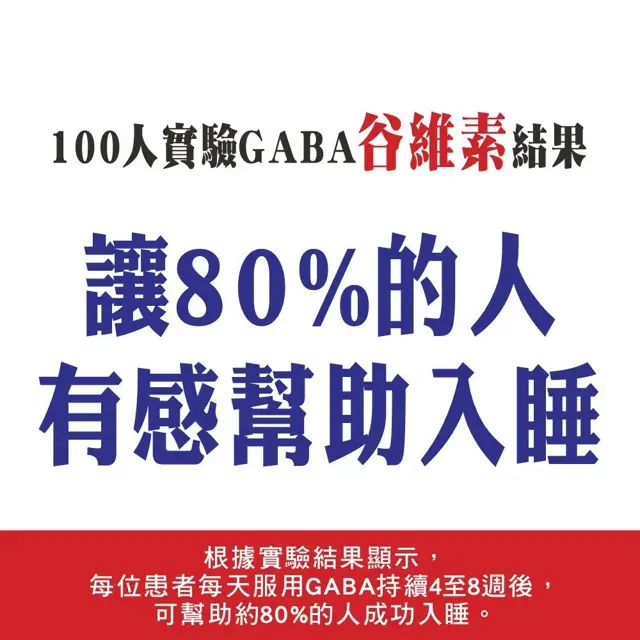 100人實驗GABA谷維素結果
讓80%的人
有感幫助入睡
根據實驗結果顯示，
每位患者每天服用GABA持續4至8週後，
可幫助約80%的人成功入睡。